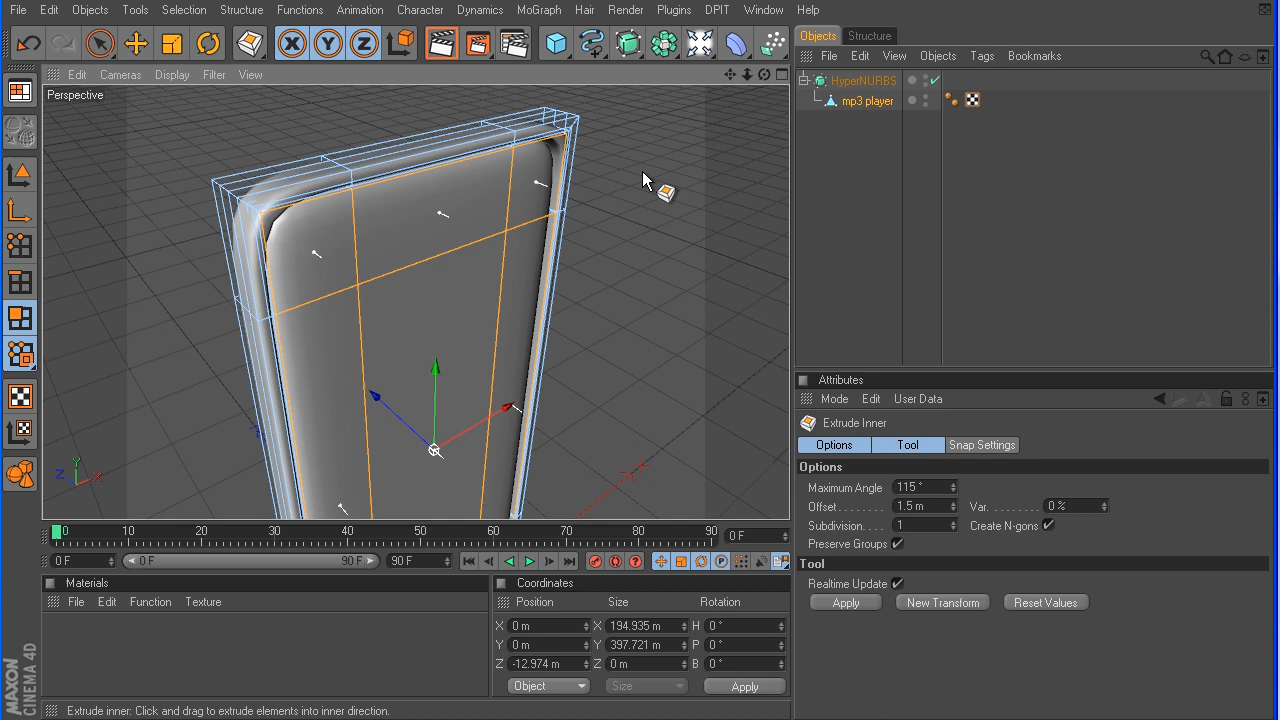 File Edit Objects Tools Selection Structure Functions Animation Character Dynamics MoGraph Hair Render Plugins DPIT Window Help
X Y Z
Edit Cameras Display Filter View
Perspective
Z Y X
0 10 20 30 40 50 60 70 80 90 0 F
0 F 0 F 90 F 90 F
Materials
File Edit Function Texture
Coordinates
Position Size Rotation
X 0 m X 194.935 m H 0 °
Y 0 m Y 397.721 m P 0 °
Z -12.974 m Z 0 m B 0 °
Object Size Apply
MAXON
CINEMA 4D
Extrude inner: Click and drag to extrude elements into inner direction.
Objects Structure
File Edit View Objects Tags Bookmarks
HyperNURBS
mp3 player
Attributes
Mode Edit User Data
Extrude Inner
Options Tool Snap Settings
Options
Maximum Angle 115 °
Offset . . . . . . . . 1.5 m Var. . . . . . . . . 0 %
Subdivision. . . . 1 Create N-gons
Preserve Groups
Tool
Realtime Update
Apply New Transform Reset Values